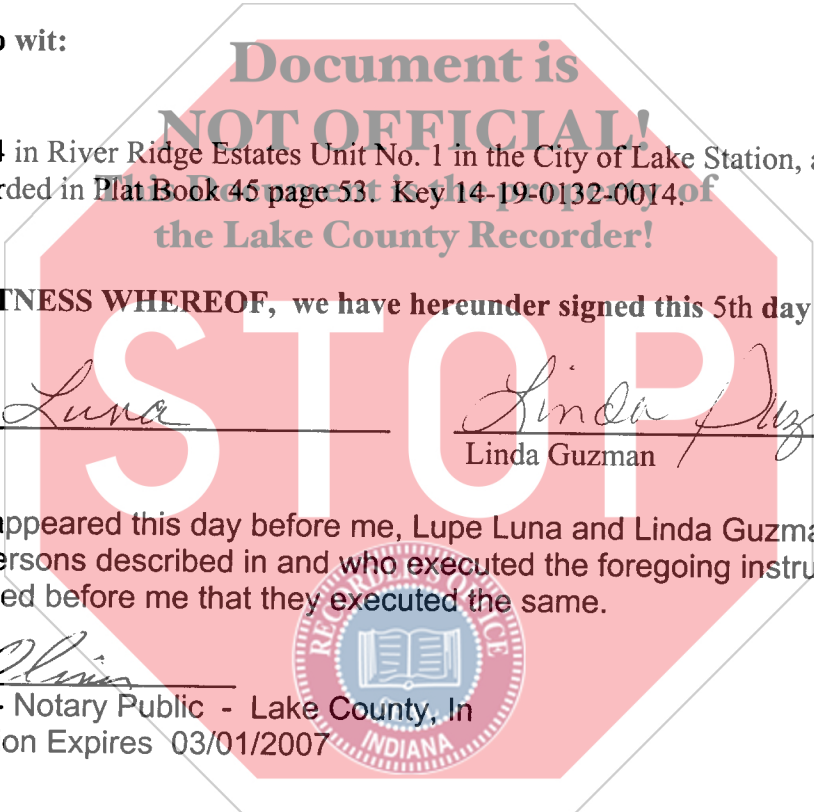 o wit:
Document is
NOT OFFICIAL!
4 in River Ridge Estates Unit No. 1 in the City of Lake Station, a
rded in Plat Book 45 page 53. Key 14-19-0132-0014.
This Document is the property of
the Lake County Recorder!
TNESS WHEREOF, we have hereunder signed this 5th day
STOP
Luna
Linda Guz
Linda Guzman
appeared this day before me, Lupe Luna and Linda Guzma
ersons described in and who executed the foregoing instru
ed before me that they executed the same.
RECORDER'S OFFICE
Oliver
- Notary Public - Lake County, In
on Expires 03/01/2007
INDIANA